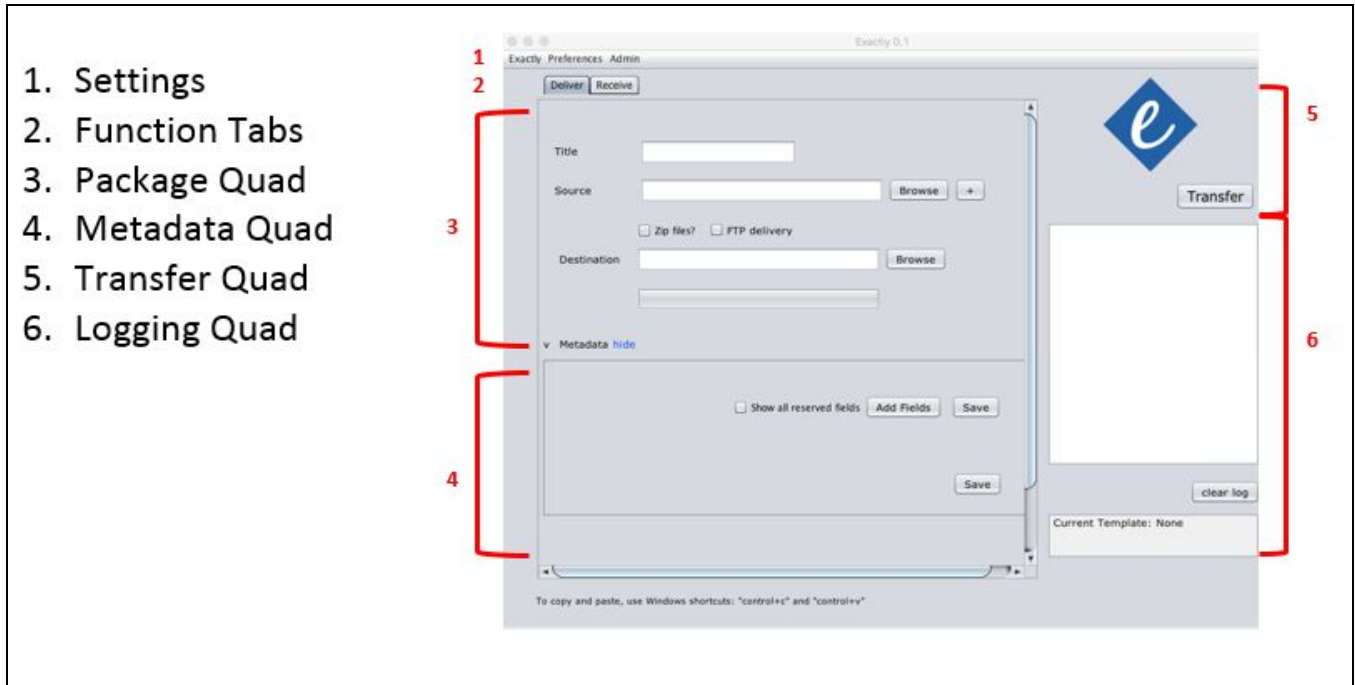 1. Settings
2. Function Tabs
3. Package Quad
4. Metadata Quad
5. Transfer Quad
6. Logging Quad
Exactly 0.1
1
Exactly Preferences Admin
2
Deliver Receive
3
Title
Source Browse +
Zip files? FTP delivery
Destination Browse
v Metadata hide
4
Show all reserved fields Add Fields Save
Save
To copy and paste, use Windows shortcuts: "control+c" and "control+v"
e
5
Transfer
6
clear log
Current Template: None